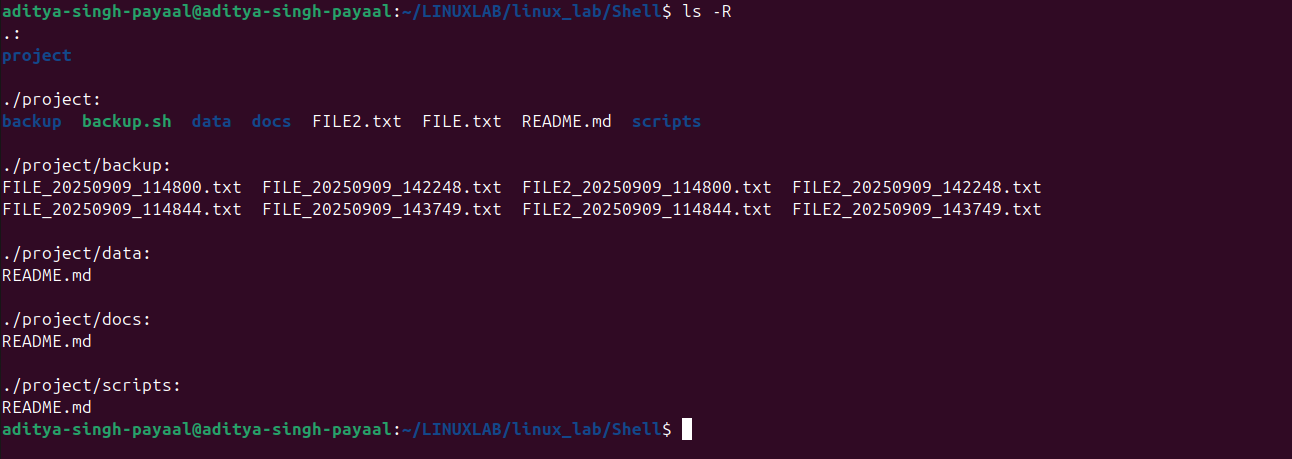 aditya-singh-payaal@aditya-singh-payaal:~/LINUXLAB/linux_lab/Shell$ ls -R
.:
project
./project:
backup  backup.sh  data  docs  FILE2.txt  FILE.txt  README.md  scripts
./project/backup:
FILE_20250909_114800.txt  FILE_20250909_142248.txt  FILE2_20250909_114800.txt  FILE2_20250909_142248.txt
FILE_20250909_114844.txt  FILE_20250909_143749.txt  FILE2_20250909_114844.txt  FILE2_20250909_143749.txt
./project/data:
README.md
./project/docs:
README.md
./project/scripts:
README.md
aditya-singh-payaal@aditya-singh-payaal:~/LINUXLAB/linux_lab/Shell$